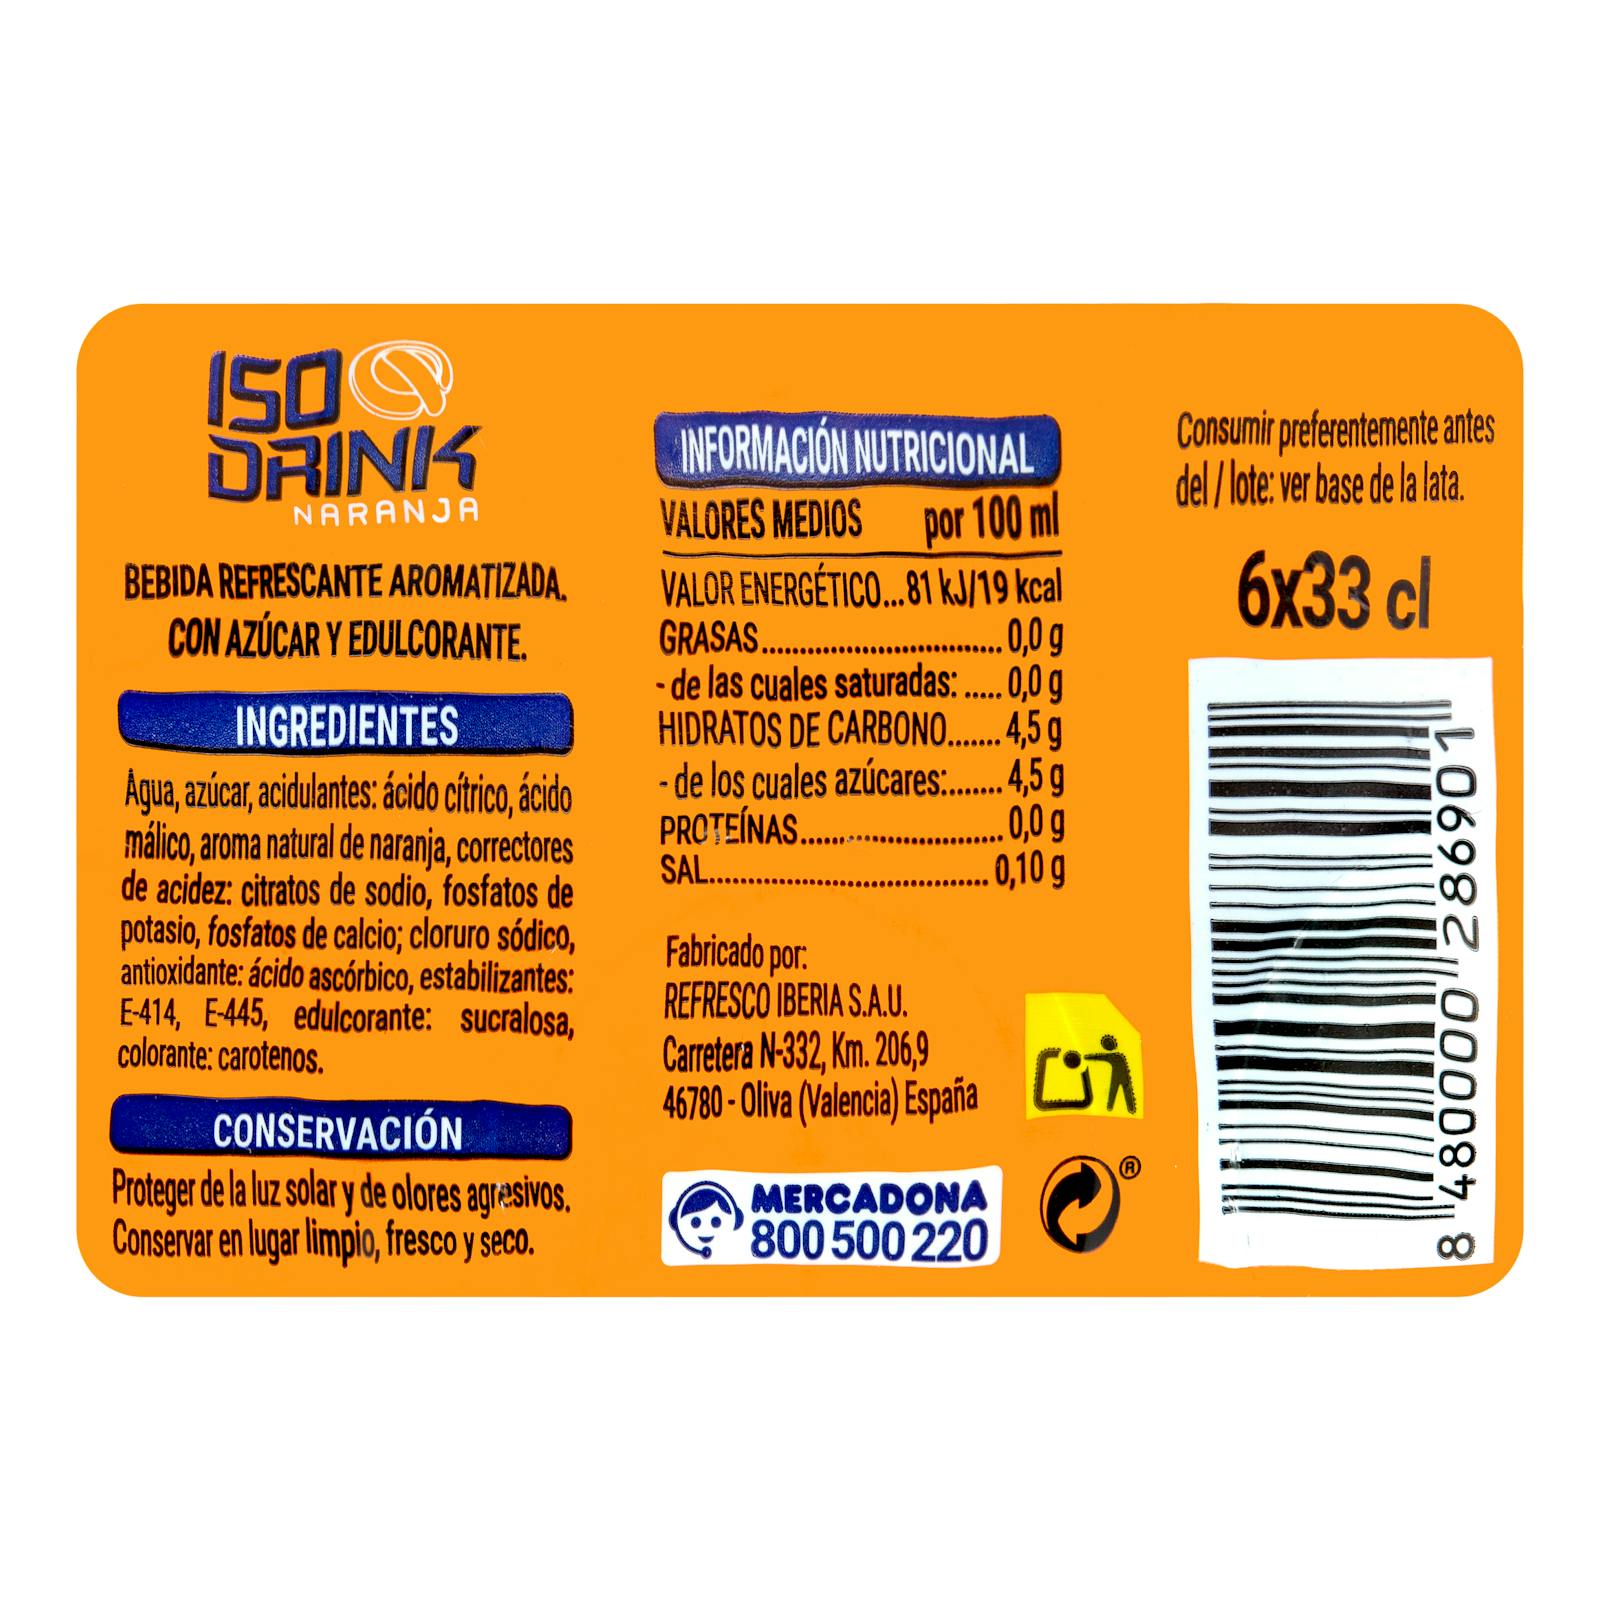 ISO
DRINK
NARANJA
BEBIDA REFRESCANTE AROMATIZADA.
CON AZÚCAR Y EDULCORANTE.
INGREDIENTES
Agua, azúcar, acidulantes: ácido cítrico, ácido
málico, aroma natural de naranja, correctores
de acidez: citratos de sodio, fosfatos de
potasio, fosfatos de calcio; cloruro sódico,
antioxidante: ácido ascórbico, estabilizantes:
E-414, E-445, edulcorante: sucralosa,
colorante: carotenos.
CONSERVACIÓN
Proteger de la luz solar y de olores agresivos.
Conservar en lugar limpio, fresco y seco.
INFORMACIÓN NUTRICIONAL
VALORES MEDIOS por 100 ml
VALOR ENERGÉTICO...81 kJ/19 kcal
GRASAS.............................. 0,0 g
- de las cuales saturadas: ..... 0,0 g
HIDRATOS DE CARBONO....... 4,5 g
- de los cuales azúcares:....... 4,5 g
PROTEÍNAS......................... 0,0 g
SAL................................... 0,10 g
Fabricado por:
REFRESCO IBERIA S.A.U.
Carretera N-332, Km. 206,9
46780 - Oliva (Valencia) España
MERCADONA
800 500 220
®
Consumir preferentemente antes
del / lote: ver base de la lata.
6x33 cl
8 480000 286901